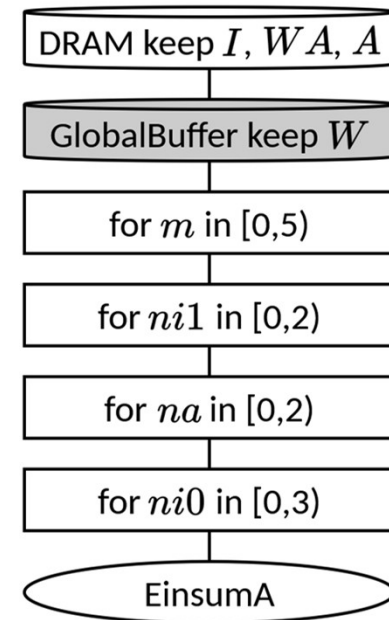 DRAM keep I, WA, A
GlobalBuffer keep W
for m in [0,5)
for ni1 in [0,2)
for na in [0,2)
for ni0 in [0,3)
EinsumA